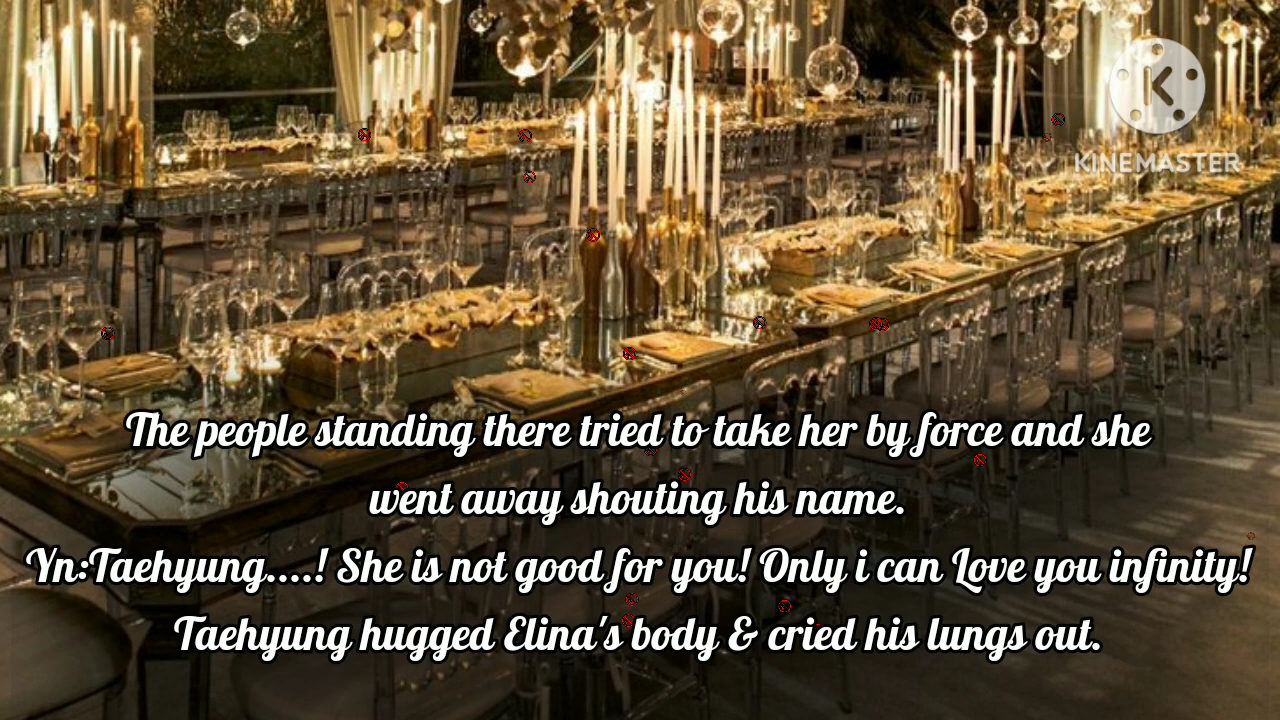 KINEMASTER
The people standing there tried to take her by force and she
went away shouting his name.
Yn:Taehyung....! She is not good for you! Only i can Love you infinity!
Taehyung hugged Elina's body & cried his lungs out.